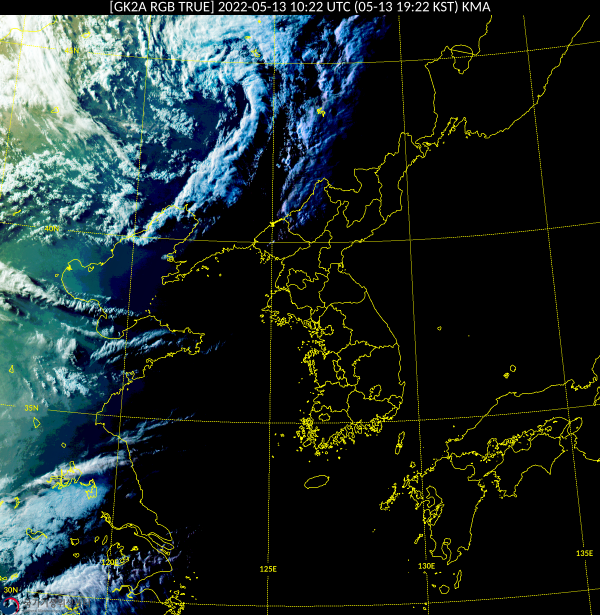 [GK2A RGB TRUE] 2022-05-13 10:22 UTC (05-13 19:22 KST) KMA
40N
35N
120E
125E
130E
135E
30N